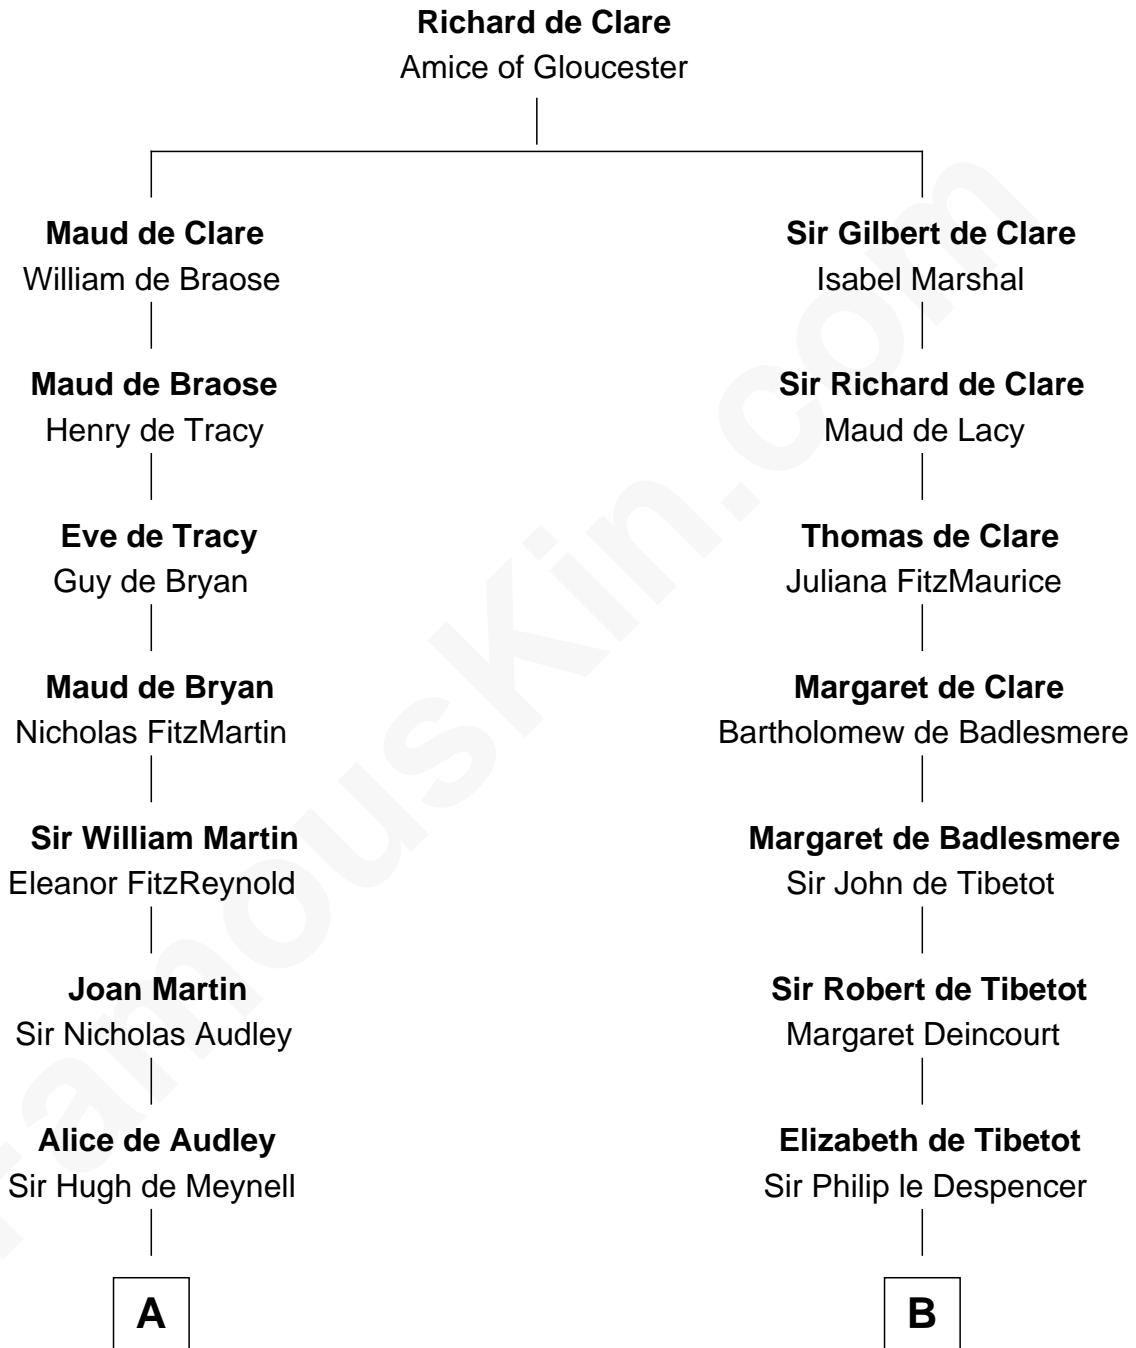 Richard de Clare
Amice of Gloucester
Maud de Clare
William de Braose
Sir Gilbert de Clare
Isabel Marshal
Maud de Braose
Henry de Tracy
Sir Richard de Clare
Maud de Lacy
Eve de Tracy
Guy de Bryan
Thomas de Clare
Juliana FitzMaurice
Maud de Bryan
Nicholas FitzMartin
Margaret de Clare
Bartholomew de Badlesmere
Sir William Martin
Eleanor FitzReynold
Margaret de Badlesmere
Sir John de Tibetot
Joan Martin
Sir Nicholas Audley
Sir Robert de Tibetot
Margaret Deincourt
Alice de Audley
Sir Hugh de Meynell
Elizabeth de Tibetot
Sir Philip le Despencer
A
B
FamousKin.com